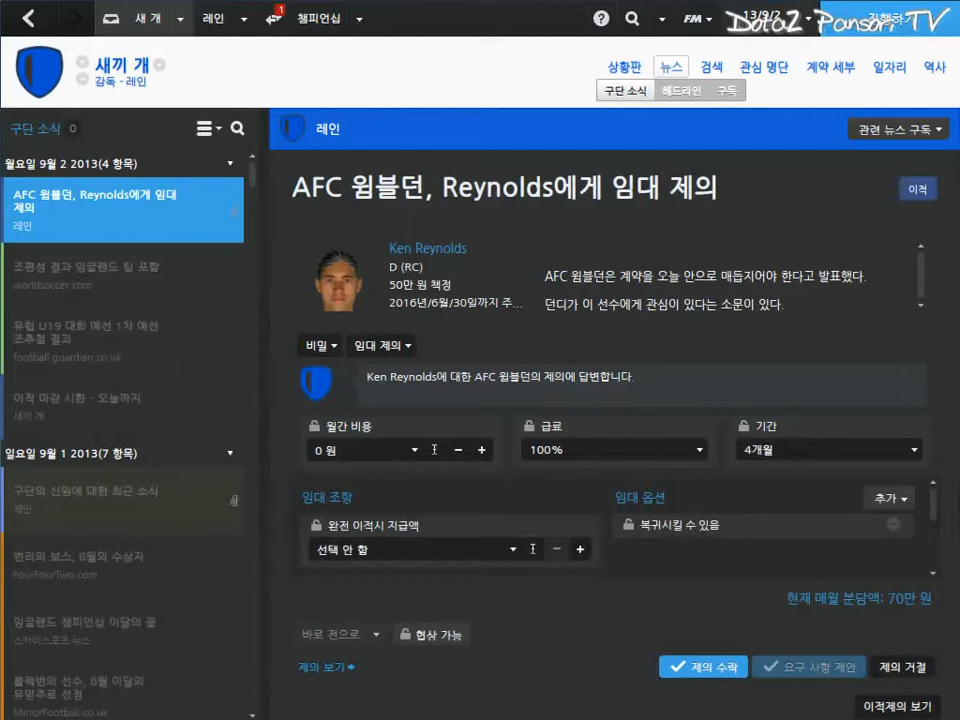 새 개
레인
1
챔피언십
FM
13/9/2
Dota2 Pansori TV
새끼 개
감독 - 레인
상황판
뉴스
검색
관심 명단
계약 세부
일자리
역사
구단 소식
헤드라인
구독
구단 소식 0
레인
관련 뉴스 구독
월요일 9월 2 2013(4 항목)
AFC 윔블던, Reynolds에게 임대
제의
레인
조편성 결과 잉글랜드 팀 포함
worldsoccer.com
유럽 U19 대회 예선 1차 예선
조추첨 결과
football.guardian.co.uk
이적 마감 시한 - 오늘까지
새끼 개
일요일 9월 1 2013(7 항목)
구단의 신임에 대한 최근 소식
레인
번리의 보스, 8월의 수상자
FourFourTwo.com
잉글랜드 챔피언십 이달의 골
스카이스포츠 뉴스
블랙번의 선수, 8월 이달의
유망주로 선정
MirrorFootball.co.uk
AFC 윔블던, Reynolds에게 임대 제의
이적
Ken Reynolds
D (RC)
50만 원 책정
2016년/6월/30일까지 주...
AFC 윔블던은 계약을 오늘 안으로 매듭지어야 한다고 발표했다.
던디가 이 선수에게 관심이 있다는 소문이 있다.
비밀
임대 제의
Ken Reynolds에 대한 AFC 윔블던의 제의에 답변합니다.
월간 비용
급료
기간
0 원
100%
4개월
임대 조항
임대 옵션
추가
완전 이적시 지급액
복귀시킬 수 있음
선택 안 함
현재 매월 분담액: 70만 원
바로 전으로
협상 가능
제의 보기
제의 수락
요구 사항 제안
제의 거절
이적제의 보기